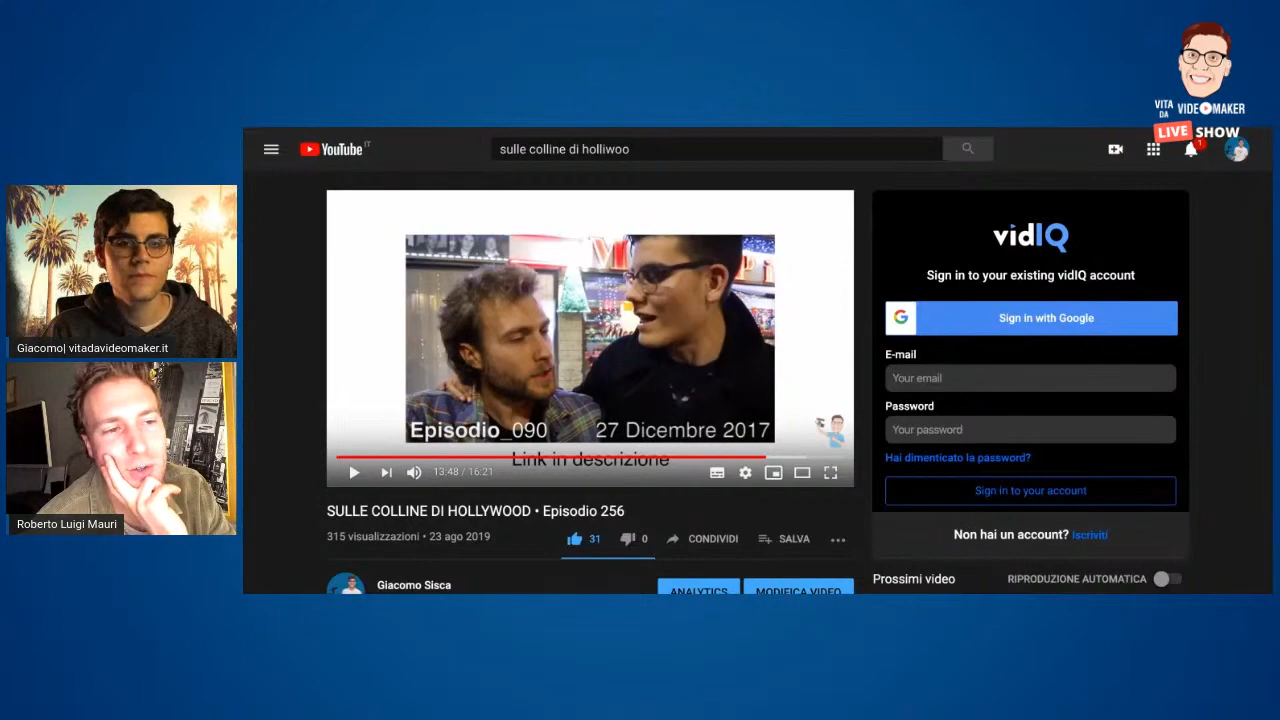 VITA
DA
VIDEOMAKER
LIVE SHOW
YouTube IT
sulle colline di holliwoo
1
Giacomo| vitadavideomaker.it
Roberto Luigi Mauri
Episodio_090
27 Dicembre 2017
Link in descrizione
13:48 / 16:21
SULLE COLLINE DI HOLLYWOOD • Episodio 256
315 visualizzazioni • 23 ago 2019
31
0
CONDIVIDI
SALVA
Giacomo Sisca
ANALYTICS
MODIFICA VIDEO
vidIQ
Sign in to your existing vidIQ account
Sign in with Google
E-mail
Your email
Password
Your password
Hai dimenticato la password?
Sign in to your account
Non hai un account? Iscriviti
Prossimi video
RIPRODUZIONE AUTOMATICA